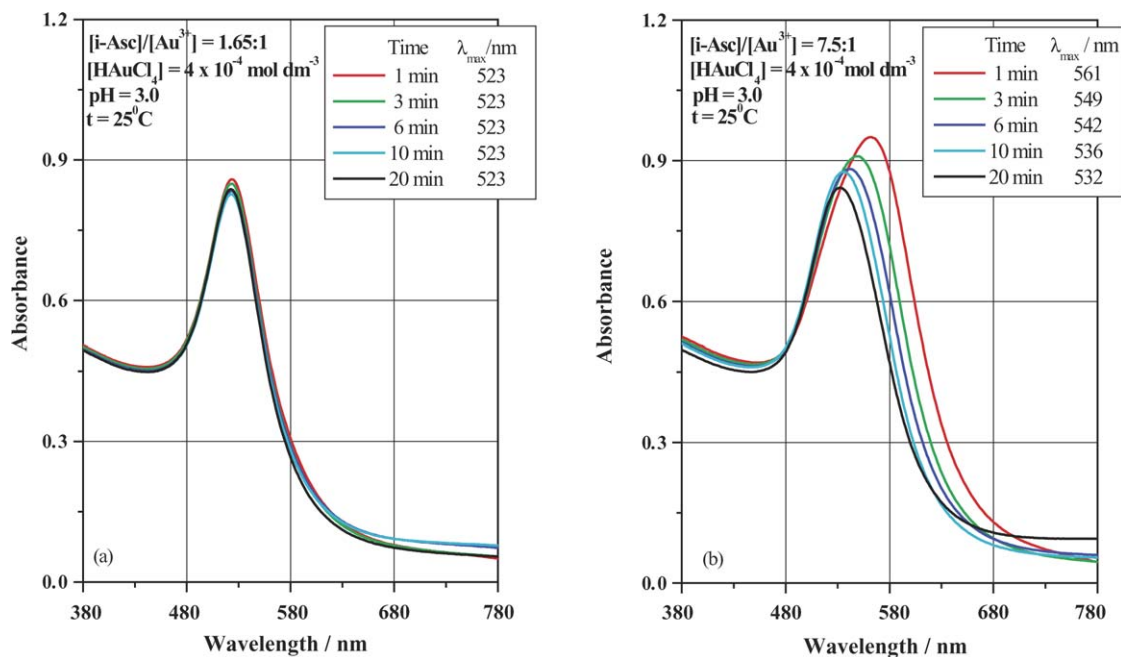 [i-Asc]/[Au³⁺] = 1.65:1
[HAuCl₄] = 4 x 10⁻⁴ mol dm⁻³
pH = 3.0
t = 25⁰C
Time λmax/nm
1 min 523
3 min 523
6 min 523
10 min 523
20 min 523
1.2
0.9
0.6
0.3
0.0
Absorbance
(a)
380 480 580 680 780
Wavelength / nm
[i-Asc]/[Au³⁺] = 7.5:1
[HAuCl₄] = 4 x 10⁻⁴ mol dm⁻³
pH = 3.0
t = 25⁰C
Time λmax/nm
1 min 561
3 min 549
6 min 542
10 min 536
20 min 532
1.2
0.9
0.6
0.3
0.0
Absorbance
(b)
380 480 580 680 780
Wavelength / nm